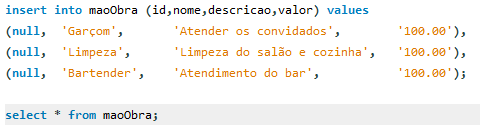 insert into maoObra (id,nome,descricao,valor) values
(null, 'Garçom', 'Atender os convidados', '100.00'),
(null, 'Limpeza', 'Limpeza do salão e cozinha', '100.00'),
(null, 'Bartender', 'Atendimento do bar', '100.00');
select * from maoObra;